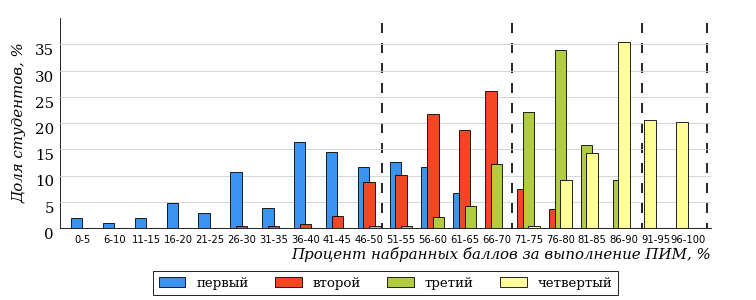 Доля студентов, %
35
30
25
20
15
10
5
0
0-5 6-10 11-15 16-20 21-25 26-30 31-35 36-40 41-45 46-50 51-55 56-60 61-65 66-70 71-75 76-80 81-85 86-90 91-95 96-100
Процент набранных баллов за выполнение ПИМ, %
первый второй третий четвертый